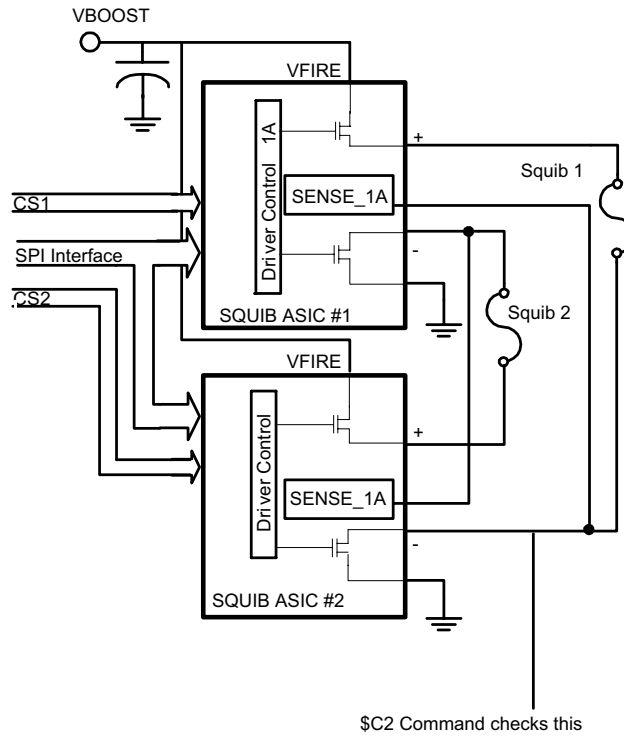 VBOOST
VFIRE
Driver Control 1A
+
Squib 1
SENSE_1A
CS1
SPI Interface
-
CS2
SQUIB ASIC #1
Squib 2
VFIRE
Driver Control
+
SENSE_1A
-
SQUIB ASIC #2
$C2 Command checks this